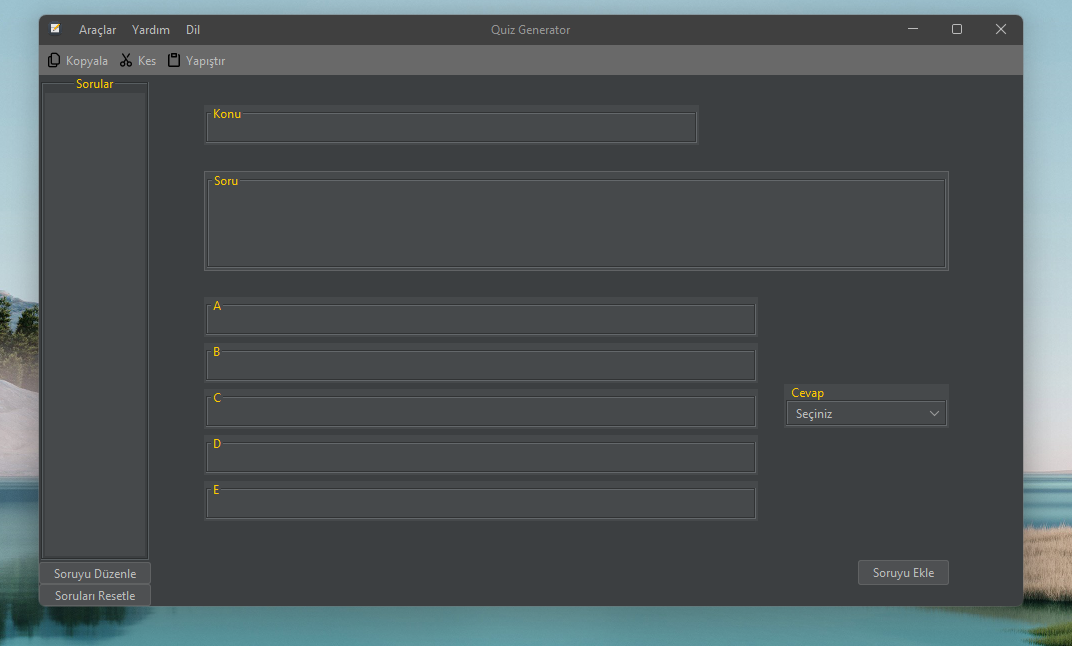 Araçlar Yardım Dil Quiz Generator
Kopyala Kes Yapıştır
Sorular
Konu
Soru
A
B
C
D
E
Cevap
Seçiniz
Soruyu Düzenle
Soruları Resetle
Soruyu Ekle